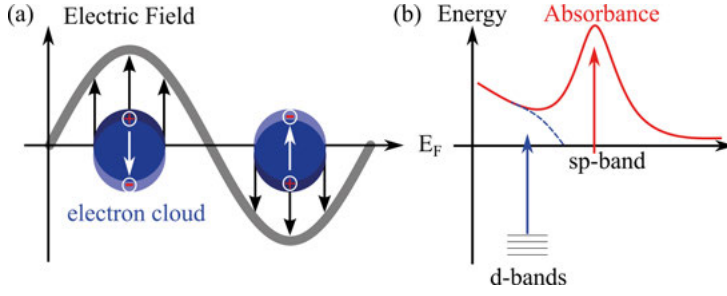 (a)
Electric Field
+
−
−
+
electron cloud
(b)
Energy
Absorbance
E_F
sp-band
d-bands